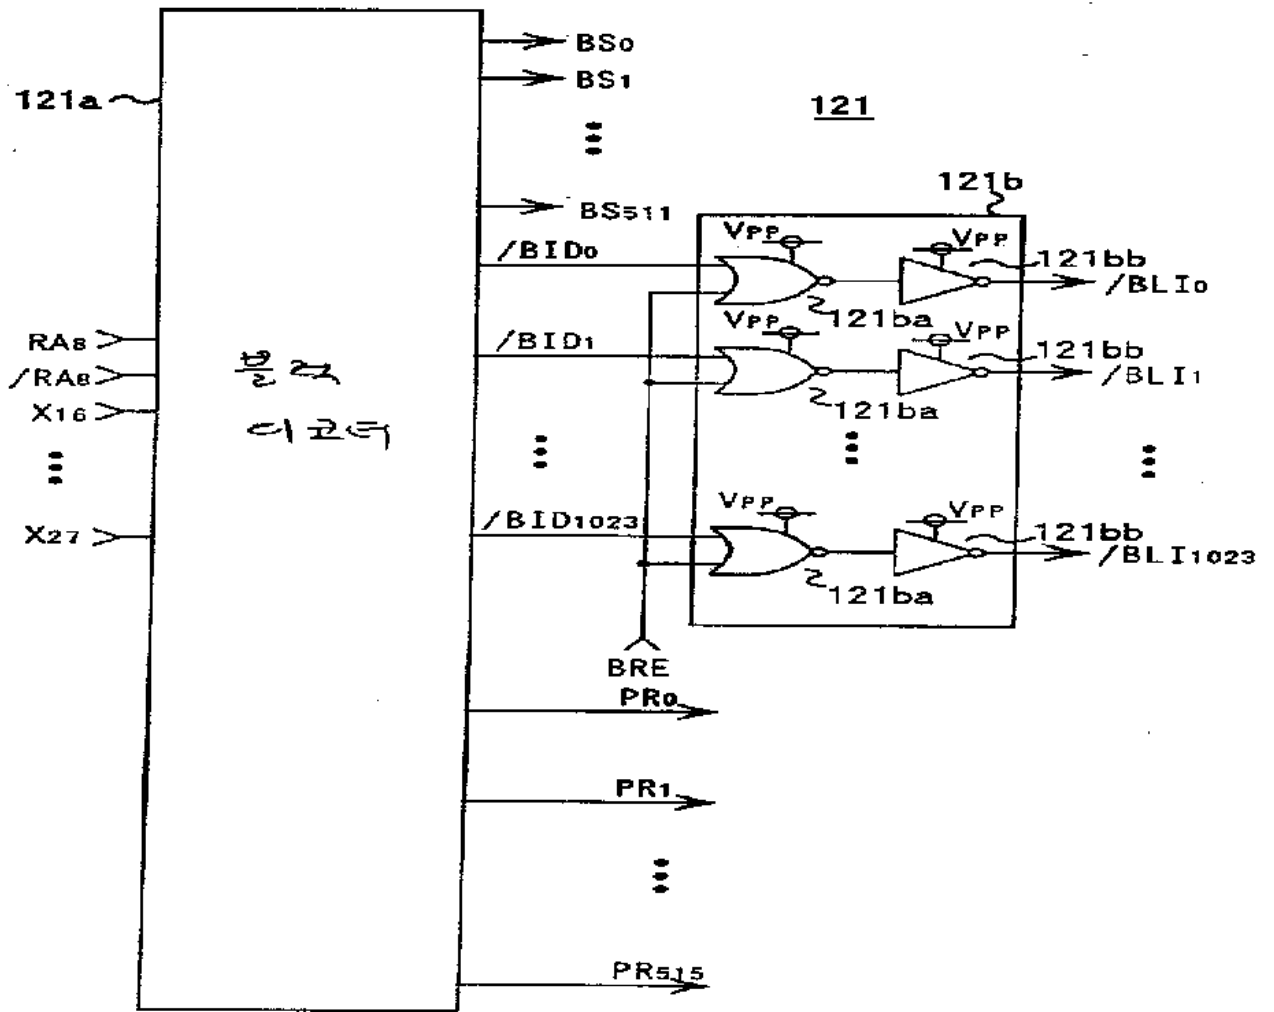 BS0
BS1
121a
121
BS511
121b
/BID0
VPP
VPP
121bb
/BLI0
121ba
RA8
/RA8
X16
X27
블럭
디코더
/BID1
VPP
VPP
121bb
/BLI1
121ba
/BID1023
VPP
VPP
121bb
/BLI1023
121ba
BRE
PR0
PR1
PR515